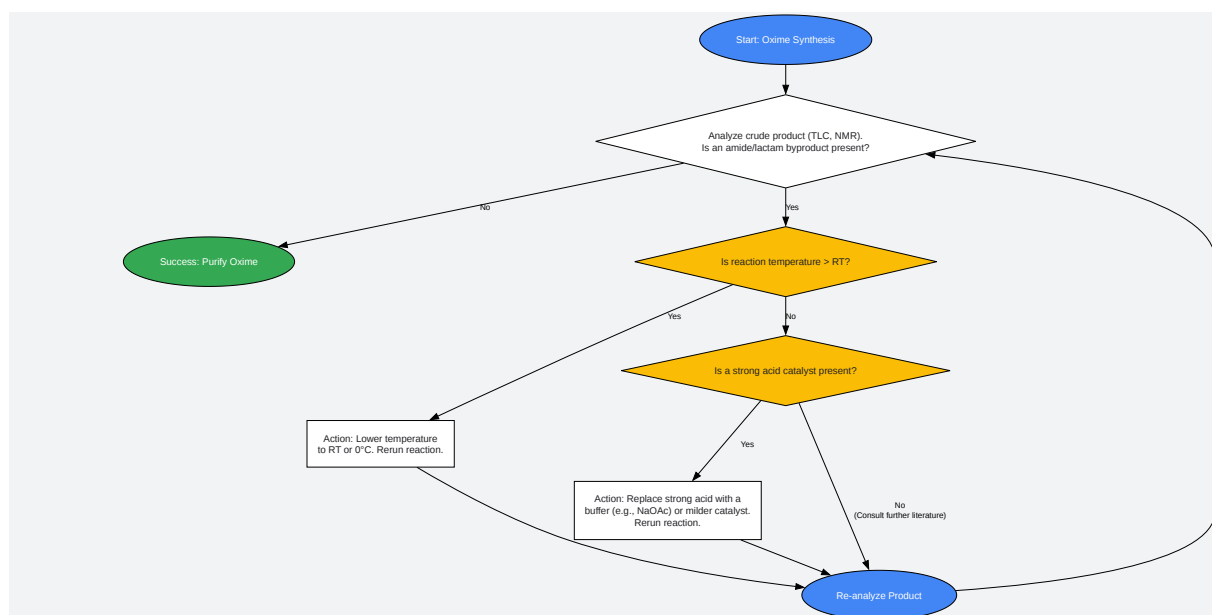 Start: Oxime Synthesis
Analyze crude product (TLC, NMR).
Is an amide/lactam byproduct present?
No
Yes
Success: Purify Oxime
Is reaction temperature > RT?
Yes
No
Is a strong acid catalyst present?
Action: Lower temperature
to RT or 0°C. Rerun reaction.
Yes
Action: Replace strong acid with a
buffer (e.g., NaOAc) or milder catalyst.
Rerun reaction.
No
(Consult further literature)
Re-analyze Product